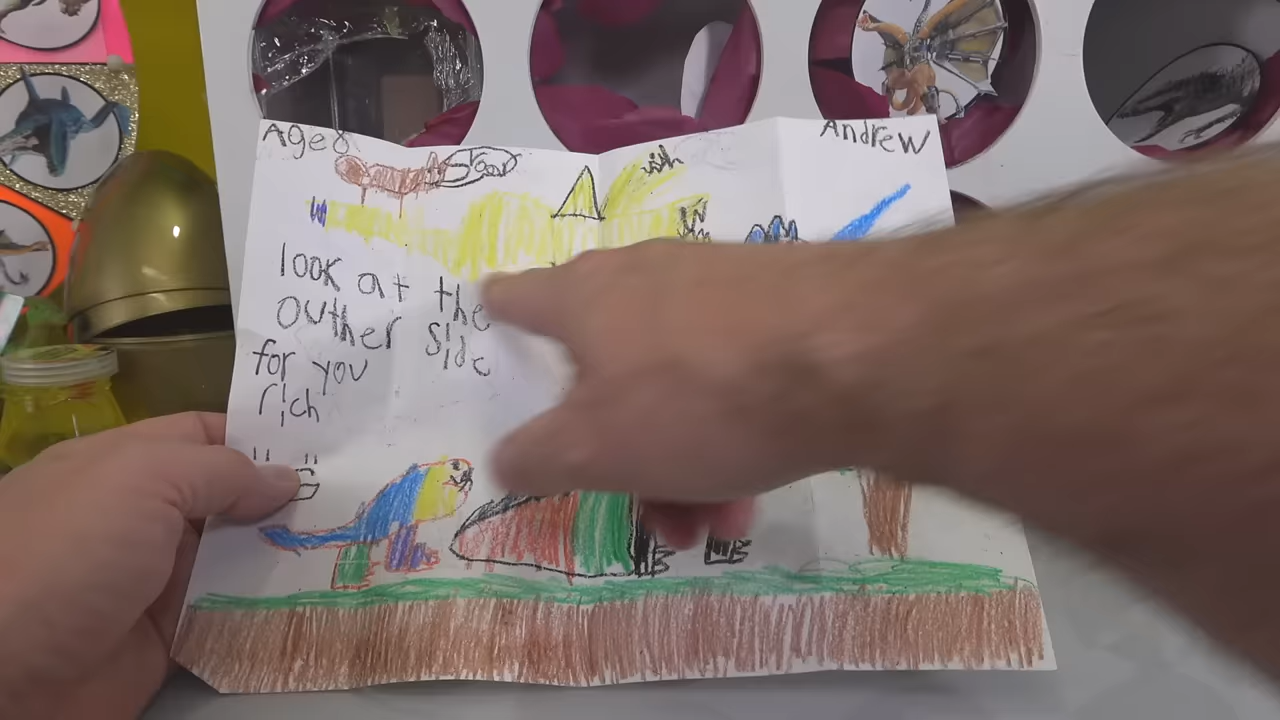 Age 8
Andrew
look at the
outher side
for you
rich